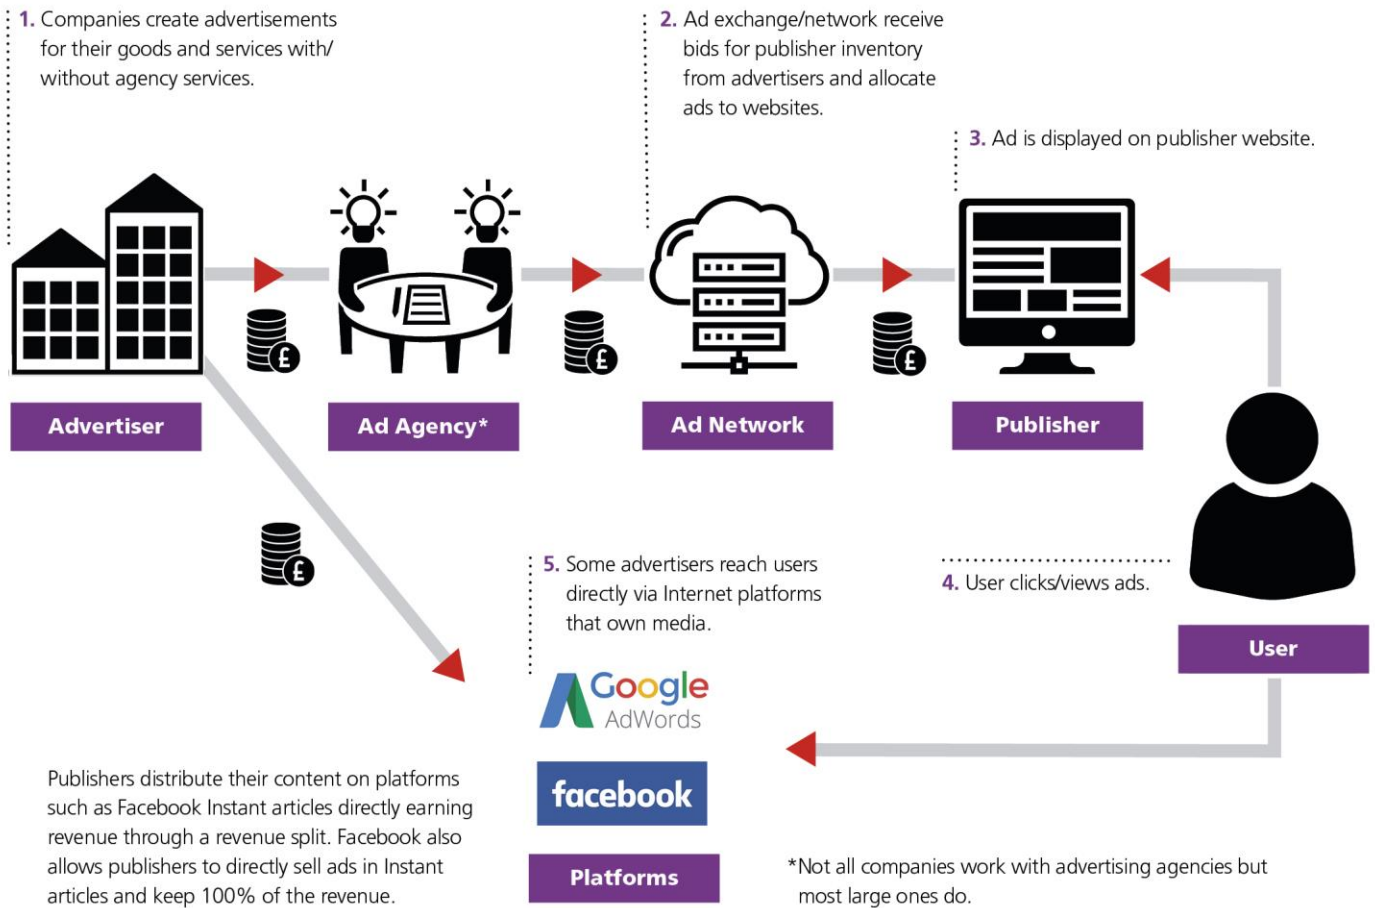 1. Companies create advertisements
for their goods and services with/
without agency services.
2. Ad exchange/network receive
bids for publisher inventory
from advertisers and allocate
ads to websites.
3. Ad is displayed on publisher website.
£
£
£
Advertiser
Ad Agency*
Ad Network
Publisher
£
5. Some advertisers reach users
directly via Internet platforms
that own media.
4. User clicks/views ads.
User
Google
AdWords
facebook
Platforms
Publishers distribute their content on platforms
such as Facebook Instant articles directly earning
revenue through a revenue split. Facebook also
allows publishers to directly sell ads in Instant
articles and keep 100% of the revenue.
*Not all companies work with advertising agencies but
most large ones do.